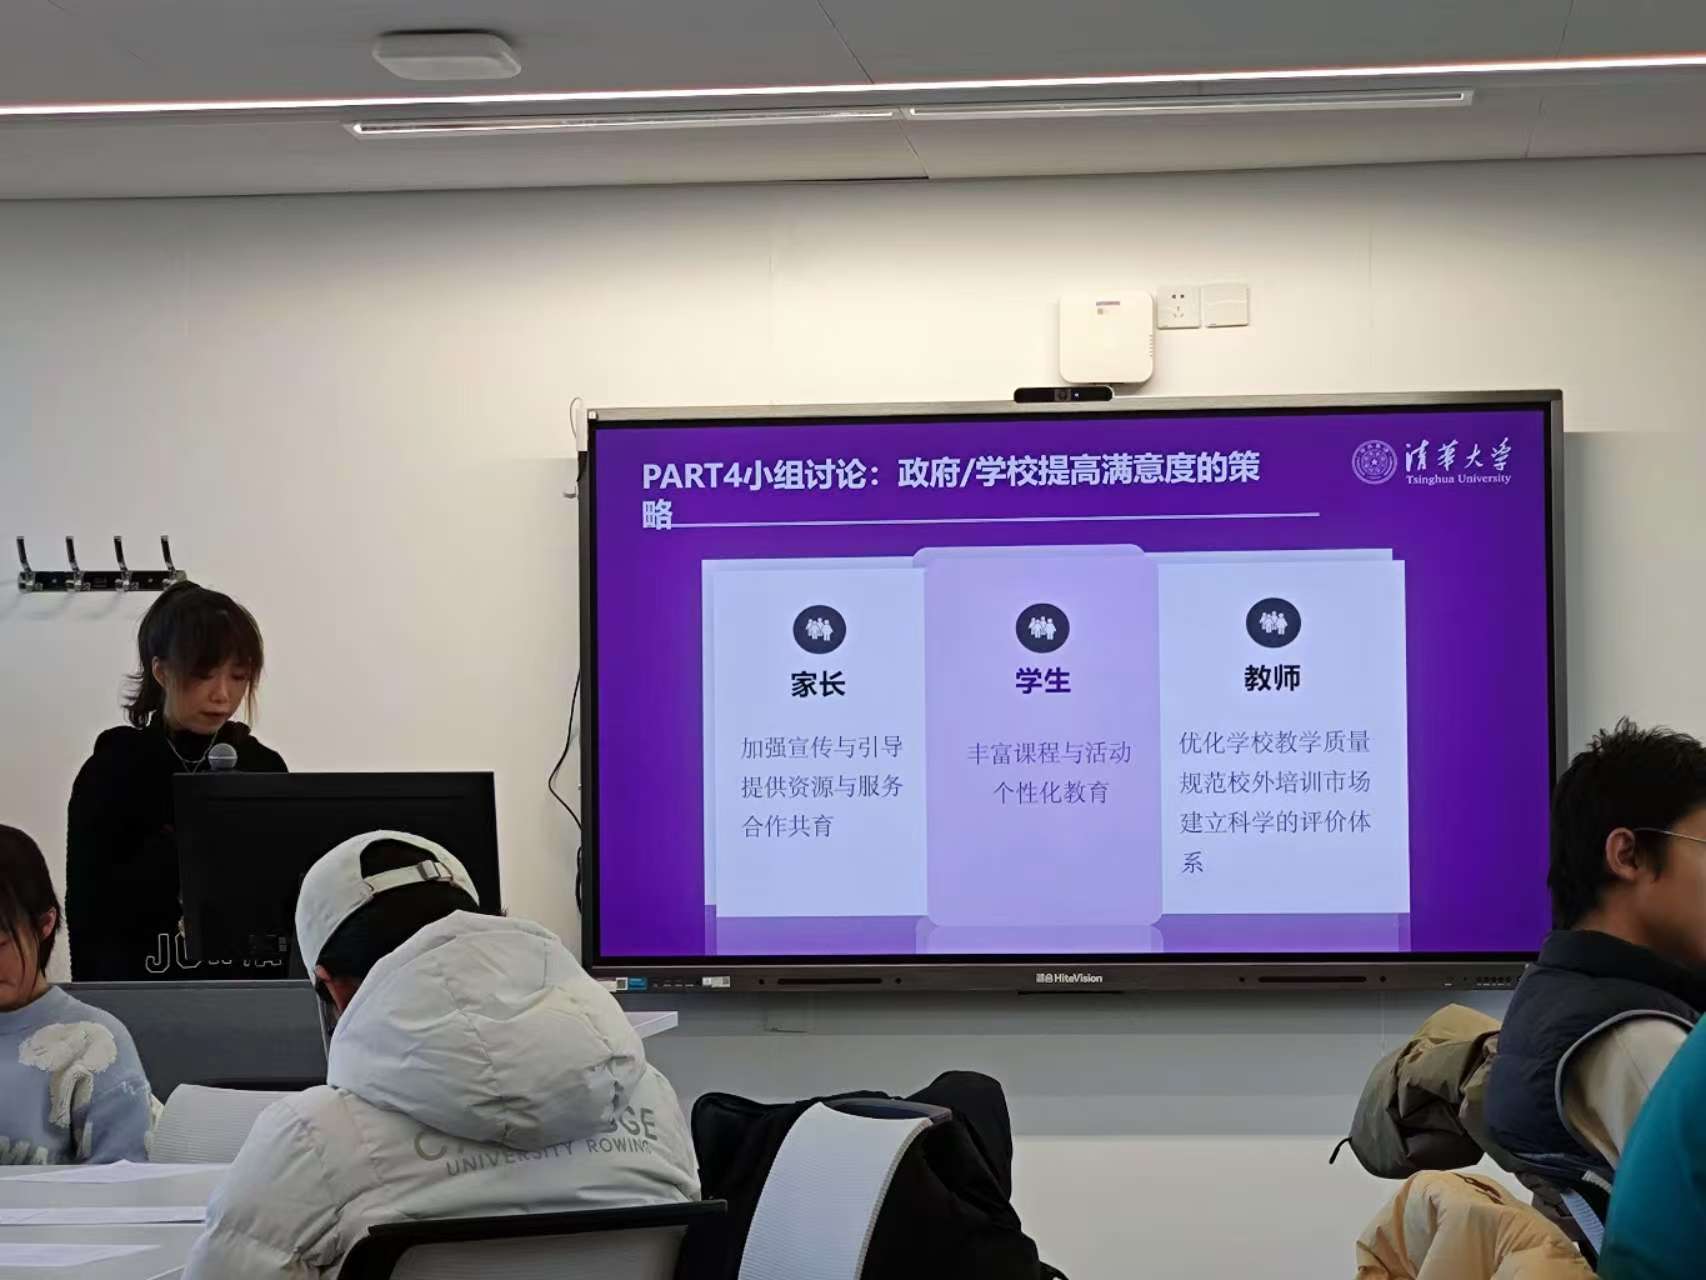 PART4小组讨论：政府/学校提高满意度的策
略
清华大学
Tsinghua University
家长
加强宣传与引导
提供资源与服务
合作共育
学生
丰富课程与活动
个性化教育
教师
优化学校教学质量
规范校外培训市场
建立科学的评价体
系
HiteVision
UNIVERSITY ROWING